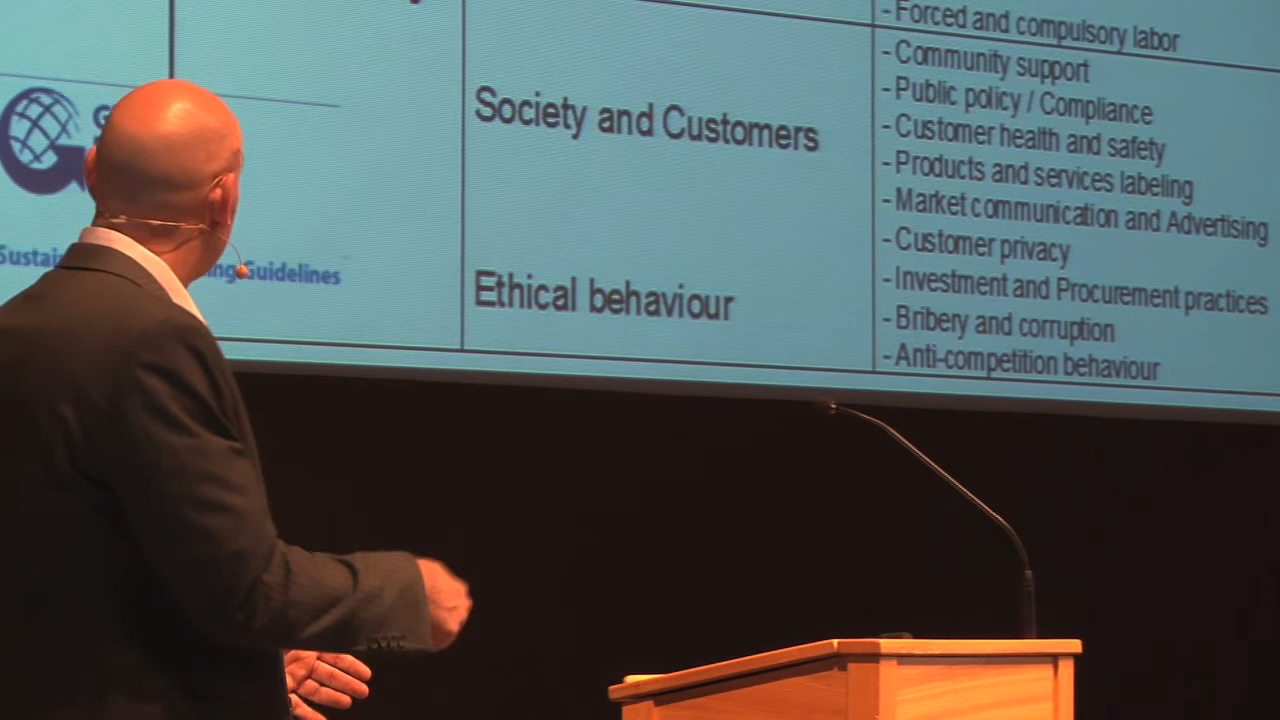 - Forced and compulsory labor
Society and Customers
- Community support
- Public policy / Compliance
- Customer health and safety
- Products and services labeling
- Market communication and Advertising
- Customer privacy
Ethical behaviour
- Investment and Procurement practices
- Bribery and corruption
- Anti-competition behaviour
Guidelines